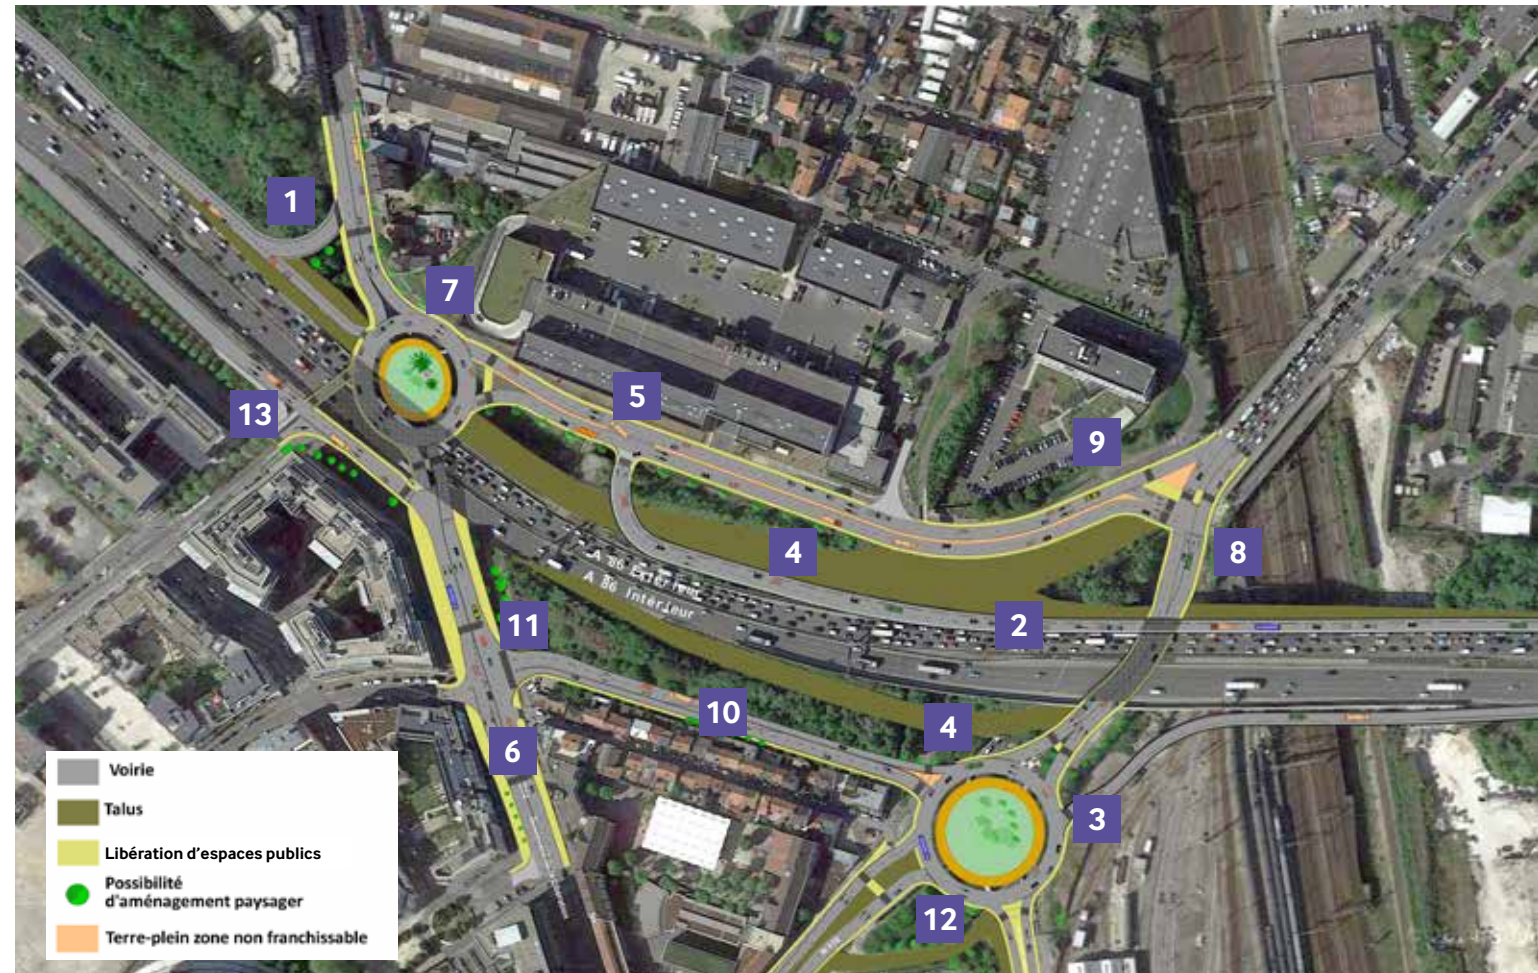 1
7
13
5
9
4
8
A 86 Extérieur
A 86 Intérieur
2
11
10
4
6
3
12
Voirie
Talus
Libération d'espaces publics
Possibilité
d'aménagement paysager
Terre-plein zone non franchissable